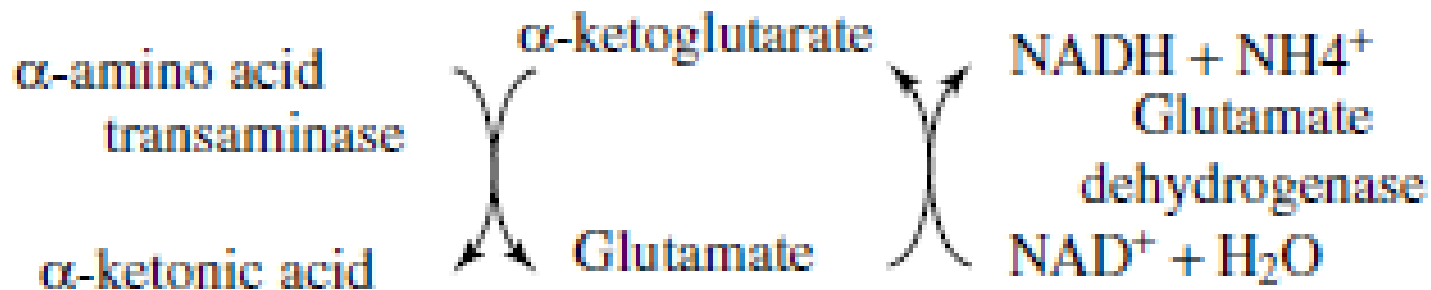 α-amino acid
transaminase
α-ketonic acid
α-ketoglutarate
Glutamate
NADH + NH4⁺
Glutamate
dehydrogenase
NAD⁺ + H₂O